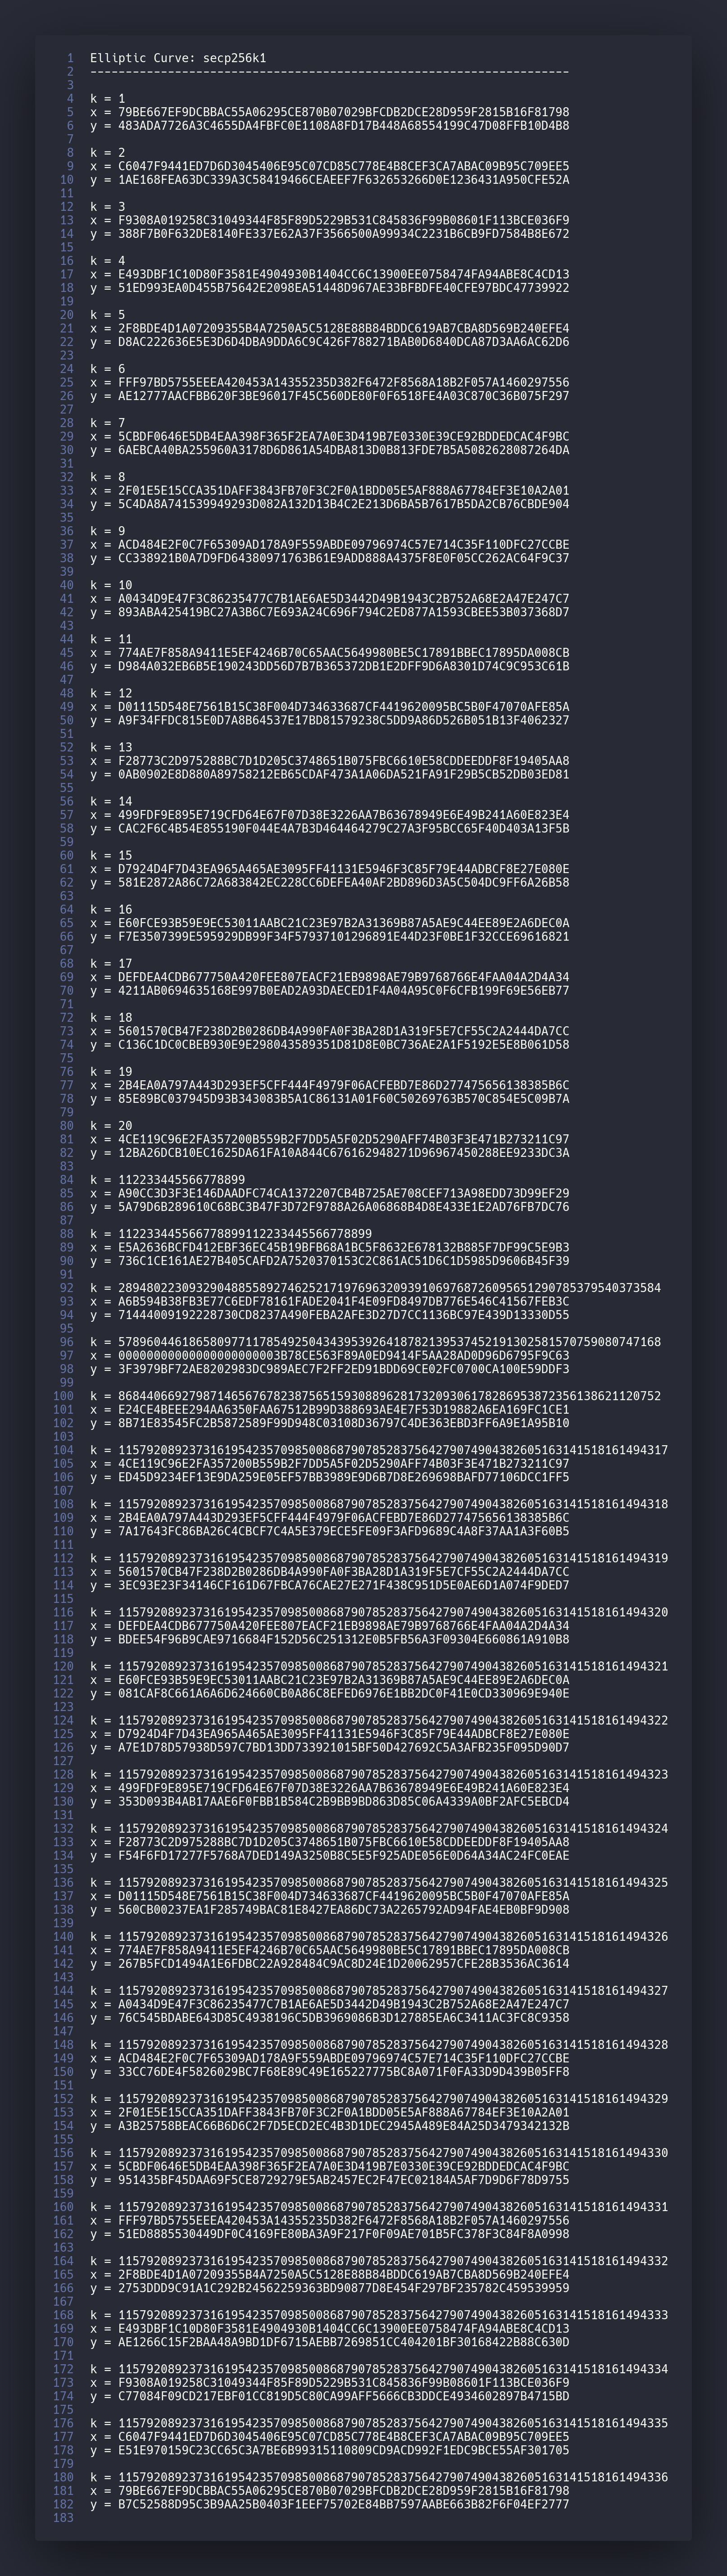 1 Elliptic Curve: secp256k1
2 --------------------------------------------------------------------
3
4 k = 1
5 x = 79BE667EF9DCBBAC55A06295CE870B07029BFCDB2DCE28D959F2815B16F81798
6 y = 483ADA7726A3C4655DA4FBFC0E1108A8FD17B448A68554199C47D08FFB10D4B8
7
8 k = 2
9 x = C6047F9441ED7D6D3045406E95C07CD85C778E4B8CEF3CA7ABAC09B95C709EE5
10 y = 1AE168FEA63DC339A3C58419466CEAEEF7F632653266D0E1236431A950CFE52A
11
12 k = 3
13 x = F9308A019258C31049344F85F89D5229B531C845836F99B08601F113BCE036F9
14 y = 388F7B0F632DE8140FE337E62A37F3566500A99934C2231B6CB9FD7584B8E672
15
16 k = 4
17 x = E493DBF1C10D80F3581E4904930B1404CC6C13900EE0758474FA94ABE8C4CD13
18 y = 51ED993EA0D455B75642E2098EA51448D967AE33BFBDFE40CFE97BDC47739922
19
20 k = 5
21 x = 2F8BDE4D1A07209355B4A7250A5C5128E88B84BDDC619AB7CBA8D569B240EFE4
22 y = D8AC222636E5E3D6D4DBA9DDA6C9C426F788271BAB0D6840DCA87D3AA6AC62D6
23
24 k = 6
25 x = FFF97BD5755EEEA420453A14355235D382F6472F8568A18B2F057A1460297556
26 y = AE12777AACFBB620F3BE96017F45C560DE80F0F6518FE4A03C870C36B075F297
27
28 k = 7
29 x = 5CBDF0646E5DB4EAA398F365F2EA7A0E3D419B7E0330E39CE92BDDEDCAC4F9BC
30 y = 6AEBCA40BA255960A3178D6D861A54DBA813D0B813FDE7B5A5082628087264DA
31
32 k = 8
33 x = 2F01E5E15CCA351DAFF3843FB70F3C2F0A1BDD05E5AF888A67784EF3E10A2A01
34 y = 5C4DA8A741539949293D082A132D13B4C2E213D6BA5B7617B5DA2CB76CBDE904
35
36 k = 9
37 x = ACD484E2F0C7F65309AD178A9F559ABDE09796974C57E714C35F110DFC27CCBE
38 y = CC338921B0A7D9FD64380971763B61E9ADD888A4375F8E0F05CC262AC64F9C37
39
40 k = 10
41 x = A0434D9E47F3C86235477C7B1AE6AE5D3442D49B1943C2B752A68E2A47E247C7
42 y = 893ABA425419BC27A3B6C7E693A24C696F794C2ED877A1593CBEE53B037368D7
43
44 k = 11
45 x = 774AE7F858A9411E5EF4246B70C65AAC5649980BE5C17891BBEC17895DA008CB
46 y = D984A032EB6B5E190243DD56D7B7B365372DB1E2DFF9D6A8301D74C9C953C61B
47
48 k = 12
49 x = D01115D548E7561B15C38F004D734633687CF4419620095BC5B0F47070AFE85A
50 y = A9F34FFDC815E0D7A8B64537E17BD81579238C5DD9A86D526B051B13F4062327
51
52 k = 13
53 x = F28773C2D975288BC7D1D205C3748651B075FBC6610E58CDDEEDDF8F19405AA8
54 y = 0AB0902E8D880A89758212EB65CDAF473A1A06DA521FA91F29B5CB52DB03ED81
55
56 k = 14
57 x = 499FDF9E895E719CFD64E67F07D38E3226AA7B63678949E6E49B241A60E823E4
58 y = CAC2F6C4B54E855190F044E4A7B3D464464279C27A3F95BCC65F40D403A13F5B
59
60 k = 15
61 x = D7924D4F7D43EA965A465AE3095FF41131E5946F3C85F79E44ADBCF8E27E080E
62 y = 581E2872A86C72A683842EC228CC6DEFEA40AF2BD896D3A5C504DC9FF6A26B58
63
64 k = 16
65 x = E60FCE93B59E9EC53011AABC21C23E97B2A31369B87A5AE9C44EE89E2A6DEC0A
66 y = F7E3507399E595929DB99F34F57937101296891E44D23F0BE1F32CCE69616821
67
68 k = 17
69 x = DEFDEA4CDB677750A420FEE807EACF21EB9898AE79B9768766E4FAA04A2D4A34
70 y = 4211AB0694635168E997B0EAD2A93DAECED1F4A04A95C0F6CFB199F69E56EB77
71
72 k = 18
73 x = 5601570CB47F238D2B0286DB4A990FA0F3BA28D1A319F5E7CF55C2A2444DA7CC
74 y = C136C1DC0CBEB930E9E298043589351D81D8E0BC736AE2A1F5192E5E8B061D58
75
76 k = 19
77 x = 2B4EA0A797A443D293EF5CFF444F4979F06ACFEBD7E86D277475656138385B6C
78 y = 85E89BC037945D93B343083B5A1C86131A01F60C50269763B570C854E5C09B7A
79
80 k = 20
81 x = 4CE119C96E2FA357200B559B2F7DD5A5F02D5290AFF74B03F3E471B273211C97
82 y = 12BA26DCB10EC1625DA61FA10A844C676162948271D96967450288EE9233DC3A
83
84 k = 112233445566778899
85 x = A90CC3D3F3E146DAADFC74CA1372207CB4B725AE708CEF713A98EDD73D99EF29
86 y = 5A79D6B289610C68BC3B47F3D72F9788A26A06868B4D8E433E1E2AD76FB7DC76
87
88 k = 112233445566778899112233445566778899
89 x = E5A2636BCFD412EBF36EC45B19BFB68A1BC5F8632E678132B885F7DF99C5E9B3
90 y = 736C1CE161AE27B405CAFD2A7520370153C2C861AC51D6C1D5985D9606B45F39
91
92 k = 28948022309329048855892746252171976963209391069768726095651290785379540373584
93 x = A6B594B38FB3E77C6EDF78161FADE2041F4E09FD8497DB776E546C41567FEB3C
94 y = 71444009192228730CD8237A490FEBA2AFE3D27D7CC1136BC97E439D13330D55
95
96 k = 57896044618658097711785492504343953926418782139537452191302581570759080747168
97 x = 00000000000000000000003B78CE563F89A0ED9414F5AA28AD0D96D6795F9C63
98 y = 3F3979BF72AE8202983DC989AEC7F2FF2ED91BDD69CE02FC0700CA100E59DDF3
99
100 k = 86844066927987146567678238756515930889628173209306178286953872356138621120752
101 x = E24CE4BEEE294AA6350FAA67512B99D388693AE4E7F53D19882A6EA169FC1CE1
102 y = 8B71E83545FC2B5872589F99D948C03108D36797C4DE363EBD3FF6A9E1A95B10
103
104 k = 115792089237316195423570985008687907852837564279074904382605163141518161494317
105 x = 4CE119C96E2FA357200B559B2F7DD5A5F02D5290AFF74B03F3E471B273211C97
106 y = ED45D9234EF13E9DA259E05EF57BB3989E9D6B7D8E269698BAFD77106DCC1FF5
107
108 k = 115792089237316195423570985008687907852837564279074904382605163141518161494318
109 x = 2B4EA0A797A443D293EF5CFF444F4979F06ACFEBD7E86D277475656138385B6C
110 y = 7A17643FC86BA26C4CBCF7C4A5E379ECE5FE09F3AFD9689C4A8F37AA1A3F60B5
111
112 k = 115792089237316195423570985008687907852837564279074904382605163141518161494319
113 x = 5601570CB47F238D2B0286DB4A990FA0F3BA28D1A319F5E7CF55C2A2444DA7CC
114 y = 3EC93E23F34146CF161D67FBCA76CAE27E271F438C951D5E0AE6D1A074F9DED7
115
116 k = 115792089237316195423570985008687907852837564279074904382605163141518161494320
117 x = DEFDEA4CDB677750A420FEE807EACF21EB9898AE79B9768766E4FAA04A2D4A34
118 y = BDEE54F96B9CAE9716684F152D56C251312E0B5FB56A3F09304E660861A910B8
119
120 k = 115792089237316195423570985008687907852837564279074904382605163141518161494321
121 x = E60FCE93B59E9EC53011AABC21C23E97B2A31369B87A5AE9C44EE89E2A6DEC0A
122 y = 081CAF8C661A6A6D624660CB0A86C8EFED6976E1BB2DC0F41E0CD330969E940E
123
124 k = 115792089237316195423570985008687907852837564279074904382605163141518161494322
125 x = D7924D4F7D43EA965A465AE3095FF41131E5946F3C85F79E44ADBCF8E27E080E
126 y = A7E1D78D57938D597C7BD13DD733921015BF50D427692C5A3AFB235F095D90D7
127
128 k = 115792089237316195423570985008687907852837564279074904382605163141518161494323
129 x = 499FDF9E895E719CFD64E67F07D38E3226AA7B63678949E6E49B241A60E823E4
130 y = 353D093B4AB17AAE6F0FBB1B584C2B9BB9BD863D85C06A4339A0BF2AFC5EBCD4
131
132 k = 115792089237316195423570985008687907852837564279074904382605163141518161494324
133 x = F28773C2D975288BC7D1D205C3748651B075FBC6610E58CDDEEDDF8F19405AA8
134 y = F54F6FD17277F5768A7DED149A3250B8C5E5F925ADE056E0D64A34AC24FC0EAE
135
136 k = 115792089237316195423570985008687907852837564279074904382605163141518161494325
137 x = D01115D548E7561B15C38F004D734633687CF4419620095BC5B0F47070AFE85A
138 y = 560CB00237EA1F285749BAC81E8427EA86DC73A2265792AD94FAE4EB0BF9D908
139
140 k = 115792089237316195423570985008687907852837564279074904382605163141518161494326
141 x = 774AE7F858A9411E5EF4246B70C65AAC5649980BE5C17891BBEC17895DA008CB
142 y = 267B5FCD1494A1E6FDBC22A928484C9AC8D24E1D20062957CFE28B3536AC3614
143
144 k = 115792089237316195423570985008687907852837564279074904382605163141518161494327
145 x = A0434D9E47F3C86235477C7B1AE6AE5D3442D49B1943C2B752A68E2A47E247C7
146 y = 76C545BDABE643D85C4938196C5DB3969086B3D127885EA6C3411AC3FC8C9358
147
148 k = 115792089237316195423570985008687907852837564279074904382605163141518161494328
149 x = ACD484E2F0C7F65309AD178A9F559ABDE09796974C57E714C35F110DFC27CCBE
150 y = 33CC76DE4F5826029BC7F68E89C49E165227775BC8A071F0FA33D9D439B05FF8
151
152 k = 115792089237316195423570985008687907852837564279074904382605163141518161494329
153 x = 2F01E5E15CCA351DAFF3843FB70F3C2F0A1BDD05E5AF888A67784EF3E10A2A01
154 y = A3B25758BEAC66B6D6C2F7D5ECD2EC4B3D1DEC2945A489E84A25D3479342132B
155
156 k = 115792089237316195423570985008687907852837564279074904382605163141518161494330
157 x = 5CBDF0646E5DB4EAA398F365F2EA7A0E3D419B7E0330E39CE92BDDEDCAC4F9BC
158 y = 951435BF45DAA69F5CE8729279E5AB2457EC2F47EC02184A5AF7D9D6F78D9755
159
160 k = 115792089237316195423570985008687907852837564279074904382605163141518161494331
161 x = FFF97BD5755EEEA420453A14355235D382F6472F8568A18B2F057A1460297556
162 y = 51ED8885530449DF0C4169FE80BA3A9F217F0F09AE701B5FC378F3C84F8A0998
163
164 k = 115792089237316195423570985008687907852837564279074904382605163141518161494332
165 x = 2F8BDE4D1A07209355B4A7250A5C5128E88B84BDDC619AB7CBA8D569B240EFE4
166 y = 2753DDD9C91A1C292B24562259363BD90877D8E454F297BF235782C459539959
167
168 k = 115792089237316195423570985008687907852837564279074904382605163141518161494333
169 x = E493DBF1C10D80F3581E4904930B1404CC6C13900EE0758474FA94ABE8C4CD13
170 y = AE1266C15F2BAA48A9BD1DF6715AEBB7269851CC404201BF30168422B88C630D
171
172 k = 115792089237316195423570985008687907852837564279074904382605163141518161494334
173 x = F9308A019258C31049344F85F89D5229B531C845836F99B08601F113BCE036F9
174 y = C77084F09CD217EBF01CC819D5C80CA99AFF5666CB3DDCE4934602897B4715BD
175
176 k = 115792089237316195423570985008687907852837564279074904382605163141518161494335
177 x = C6047F9441ED7D6D3045406E95C07CD85C778E4B8CEF3CA7ABAC09B95C709EE5
178 y = E51E970159C23CC65C3A7BE6B99315110809CD9ACD992F1EDC9BCE55AF301705
179
180 k = 115792089237316195423570985008687907852837564279074904382605163141518161494336
181 x = 79BE667EF9DCBBAC55A06295CE870B07029BFCDB2DCE28D959F2815B16F81798
182 y = B7C52588D95C3B9AA25B0403F1EEF75702E84BB7597AABE663B82F6F04EF2777
183